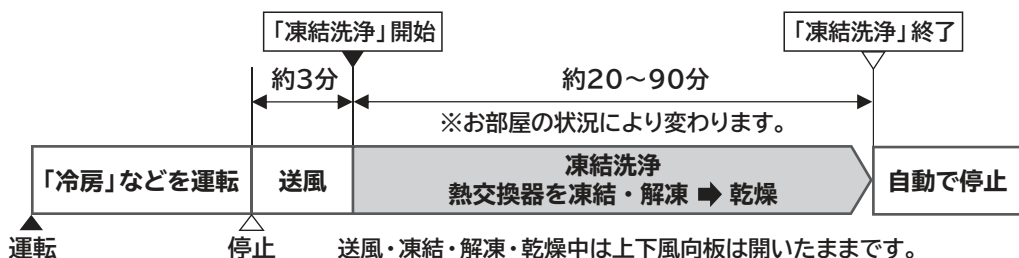 「凍結洗浄」開始
「凍結洗浄」終了
約3分
約20～90分
※お部屋の状況により変わります。
「冷房」などを運転
送風
凍結洗浄
熱交換器を凍結・解凍 ➡ 乾燥
自動で停止
運転
停止
送風・凍結・解凍・乾燥中は上下風向板は開いたままです。